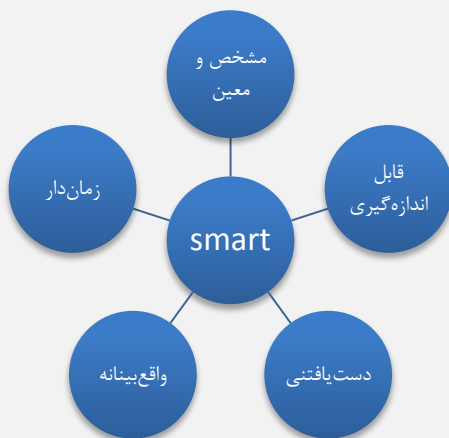 مشخص و
معین
قابل
اندازه‌گیری
دست‌یافتنی
واقع‌بینانه
زمان‌دار
smart